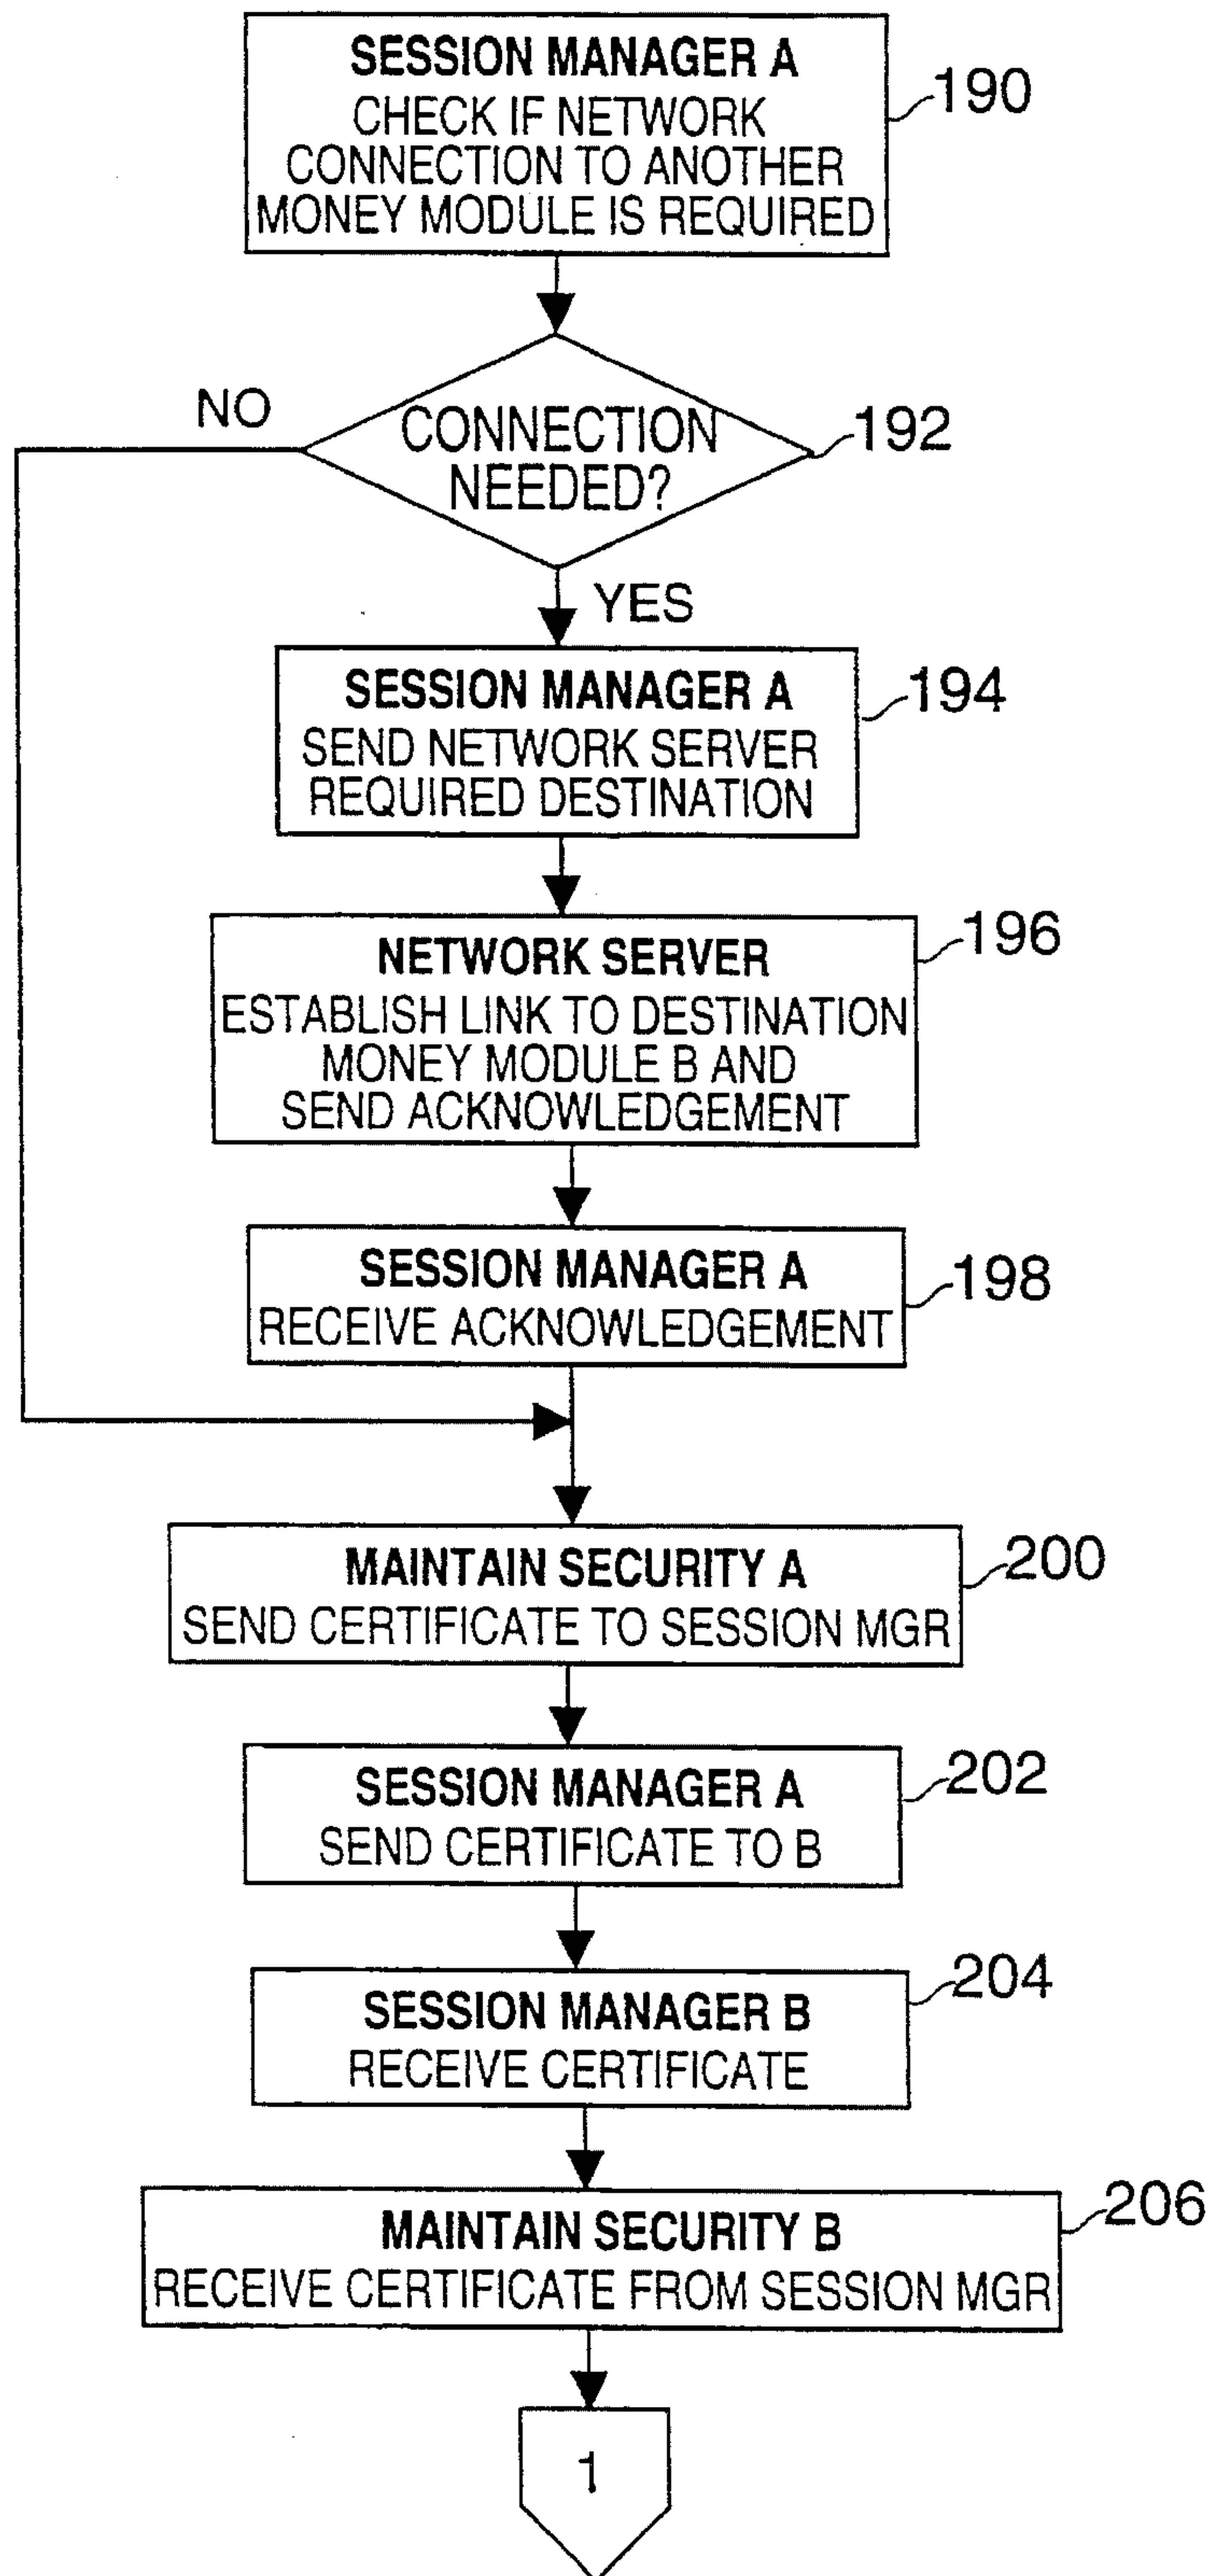 SESSION MANAGER A
CHECK IF NETWORK
CONNECTION TO ANOTHER
MONEY MODULE IS REQUIRED
190
NO
CONNECTION
NEEDED?
192
YES
SESSION MANAGER A
SEND NETWORK SERVER
REQUIRED DESTINATION
194
NETWORK SERVER
ESTABLISH LINK TO DESTINATION
MONEY MODULE B AND
SEND ACKNOWLEDGEMENT
196
SESSION MANAGER A
RECEIVE ACKNOWLEDGEMENT
198
MAINTAIN SECURITY A
SEND CERTIFICATE TO SESSION MGR
200
SESSION MANAGER A
SEND CERTIFICATE TO B
202
SESSION MANAGER B
RECEIVE CERTIFICATE
204
MAINTAIN SECURITY B
RECEIVE CERTIFICATE FROM SESSION MGR
206
1